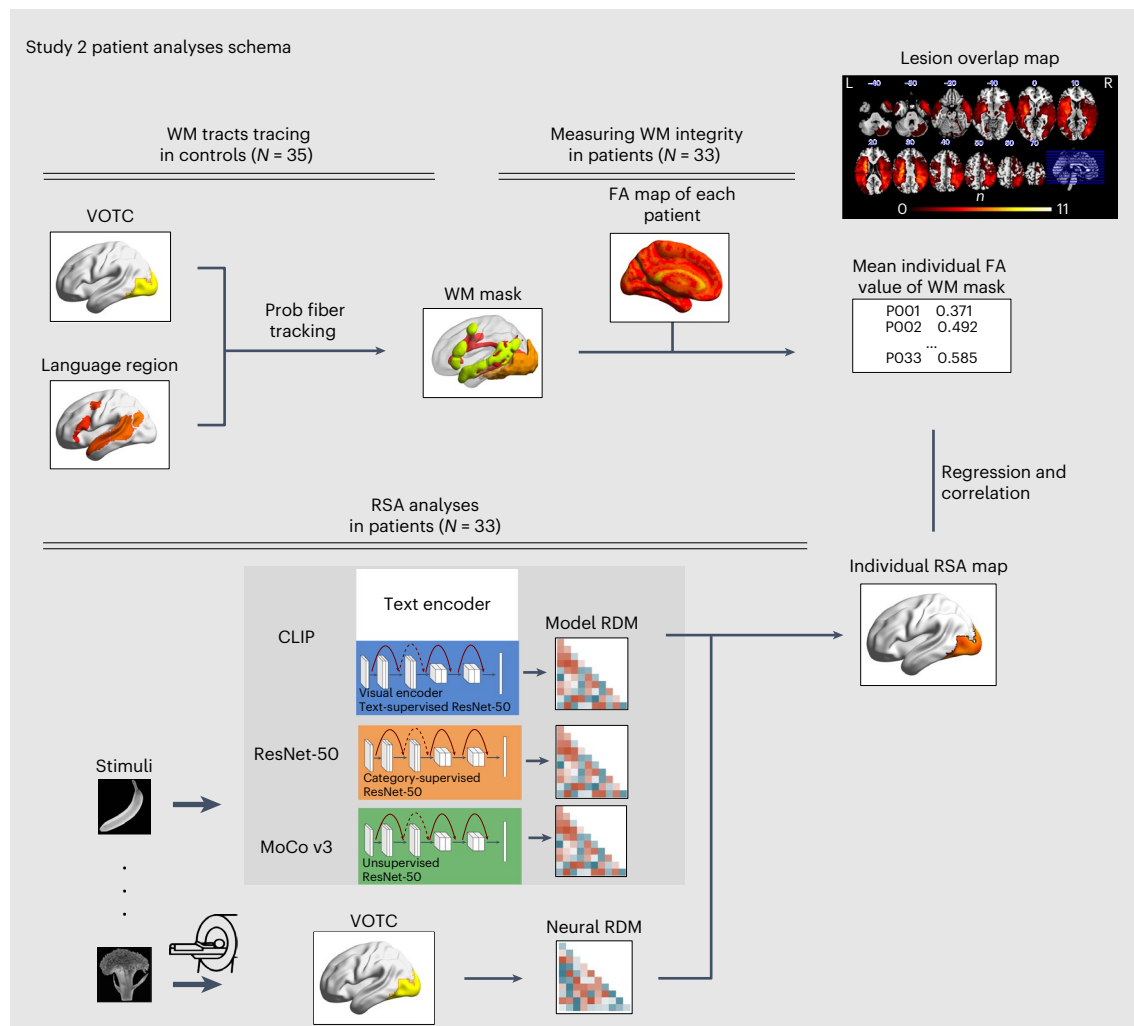 Study 2 patient analyses schema
Lesion overlap map
L
R
-40
-20
-40
0
10
20
30
40
50
60
70
n
0
11
WM tracts tracing
in controls (N = 35)
Measuring WM integrity
in patients (N = 33)
VOTC
FA map of each
patient
Prob fiber
tracking
WM mask
Mean individual FA
value of WM mask
P001 0.371
P002 0.492
...
P033 0.585
Language region
Regression and
correlation
RSA analyses
in patients (N = 33)
Individual RSA map
Text encoder
CLIP
Model RDM
Visual encoder
Text-supervised ResNet-50
ResNet-50
Category-supervised
ResNet-50
Stimuli
MoCo v3
Unsupervised
ResNet-50
VOTC
Neural RDM